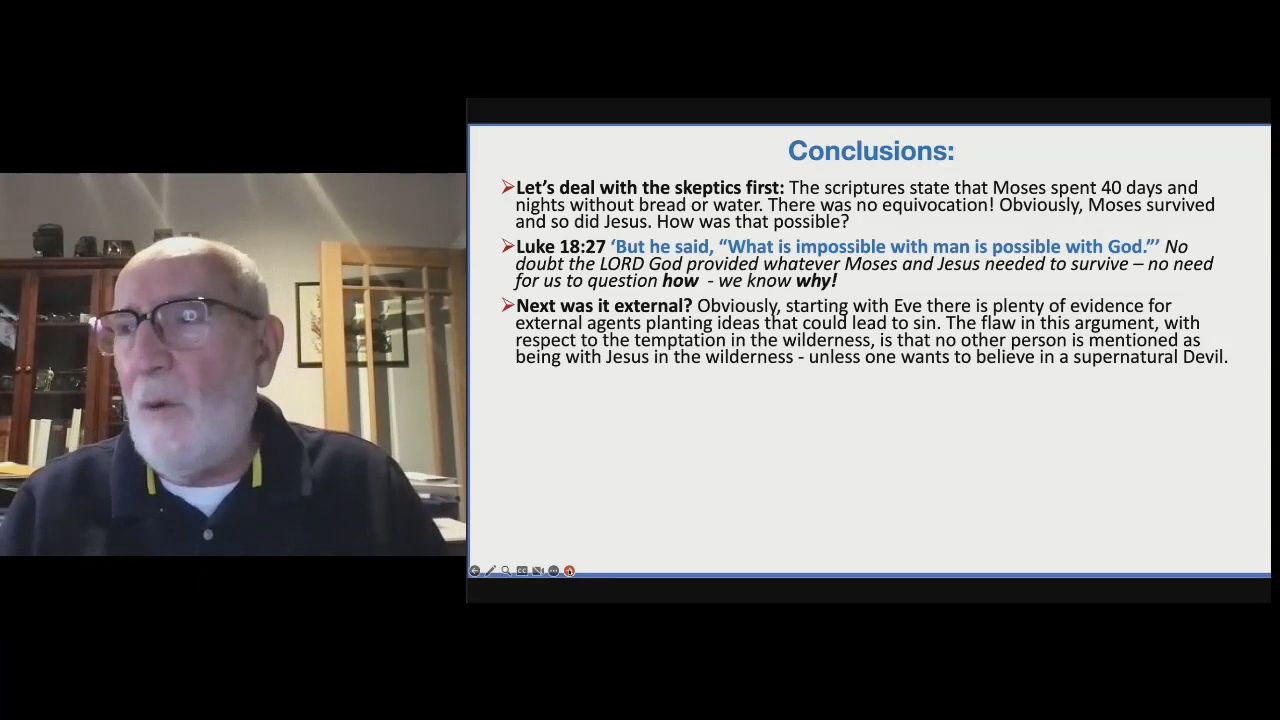 Conclusions:
➢Let's deal with the skeptics first: The scriptures state that Moses spent 40 days and
nights without bread or water. There was no equivocation! Obviously, Moses survived
and so did Jesus. How was that possible?
➢Luke 18:27 ‘But he said, “What is impossible with man is possible with God.”’ No
doubt the LORD God provided whatever Moses and Jesus needed to survive – no need
for us to question how - we know why!
➢Next was it external? Obviously, starting with Eve there is plenty of evidence for
external agents planting ideas that could lead to sin. The flaw in this argument, with
respect to the temptation in the wilderness, is that no other person is mentioned as
being with Jesus in the wilderness - unless one wants to believe in a supernatural Devil.